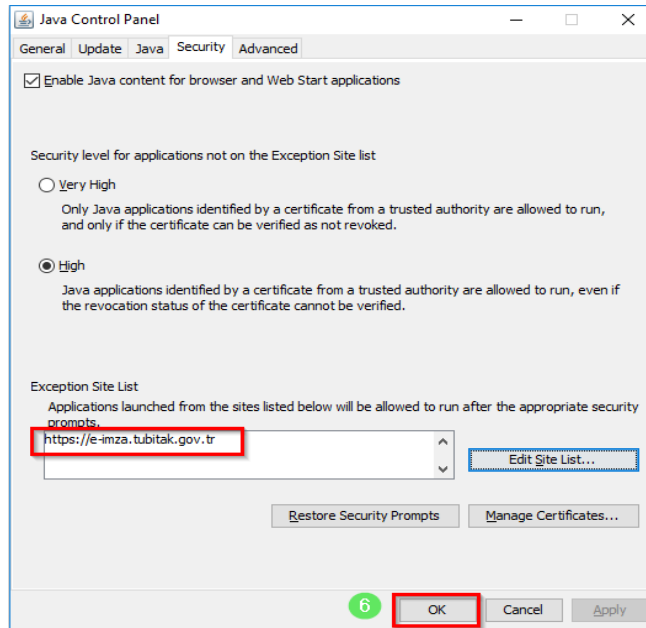 Java Control Panel
General Update Java Security Advanced
Enable Java content for browser and Web Start applications
Security level for applications not on the Exception Site list
Very High
Only Java applications identified by a certificate from a trusted authority are allowed to run,
and only if the certificate can be verified as not revoked.
High
Java applications identified by a certificate from a trusted authority are allowed to run, even if
the revocation status of the certificate cannot be verified.
Exception Site List
Applications launched from the sites listed below will be allowed to run after the appropriate security
prompts.
https://e-imza.tubitak.gov.tr
Edit Site List...
Restore Security Prompts Manage Certificates...
6 OK Cancel Apply